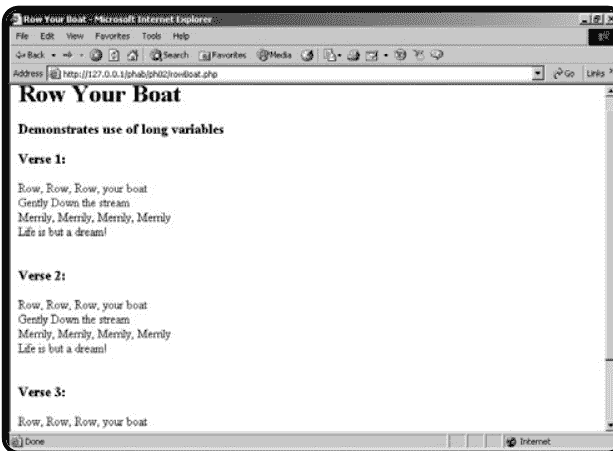 Row Your Boat - Microsoft Internet Explorer
File Edit View Favorites Tools Help
Back Search Favorites Media
Address http://127.0.0.1/phab/ph02/rowBoat.php Go Links
Row Your Boat
Demonstrates use of long variables
Verse 1:
Row, Row, Row, your boat
Gently Down the stream
Merrily, Merrily, Merrily, Merrily
Life is but a dream!
Verse 2:
Row, Row, Row, your boat
Gently Down the stream
Merrily, Merrily, Merrily, Merrily
Life is but a dream!
Verse 3:
Row, Row, Row, your boat
Done Internet